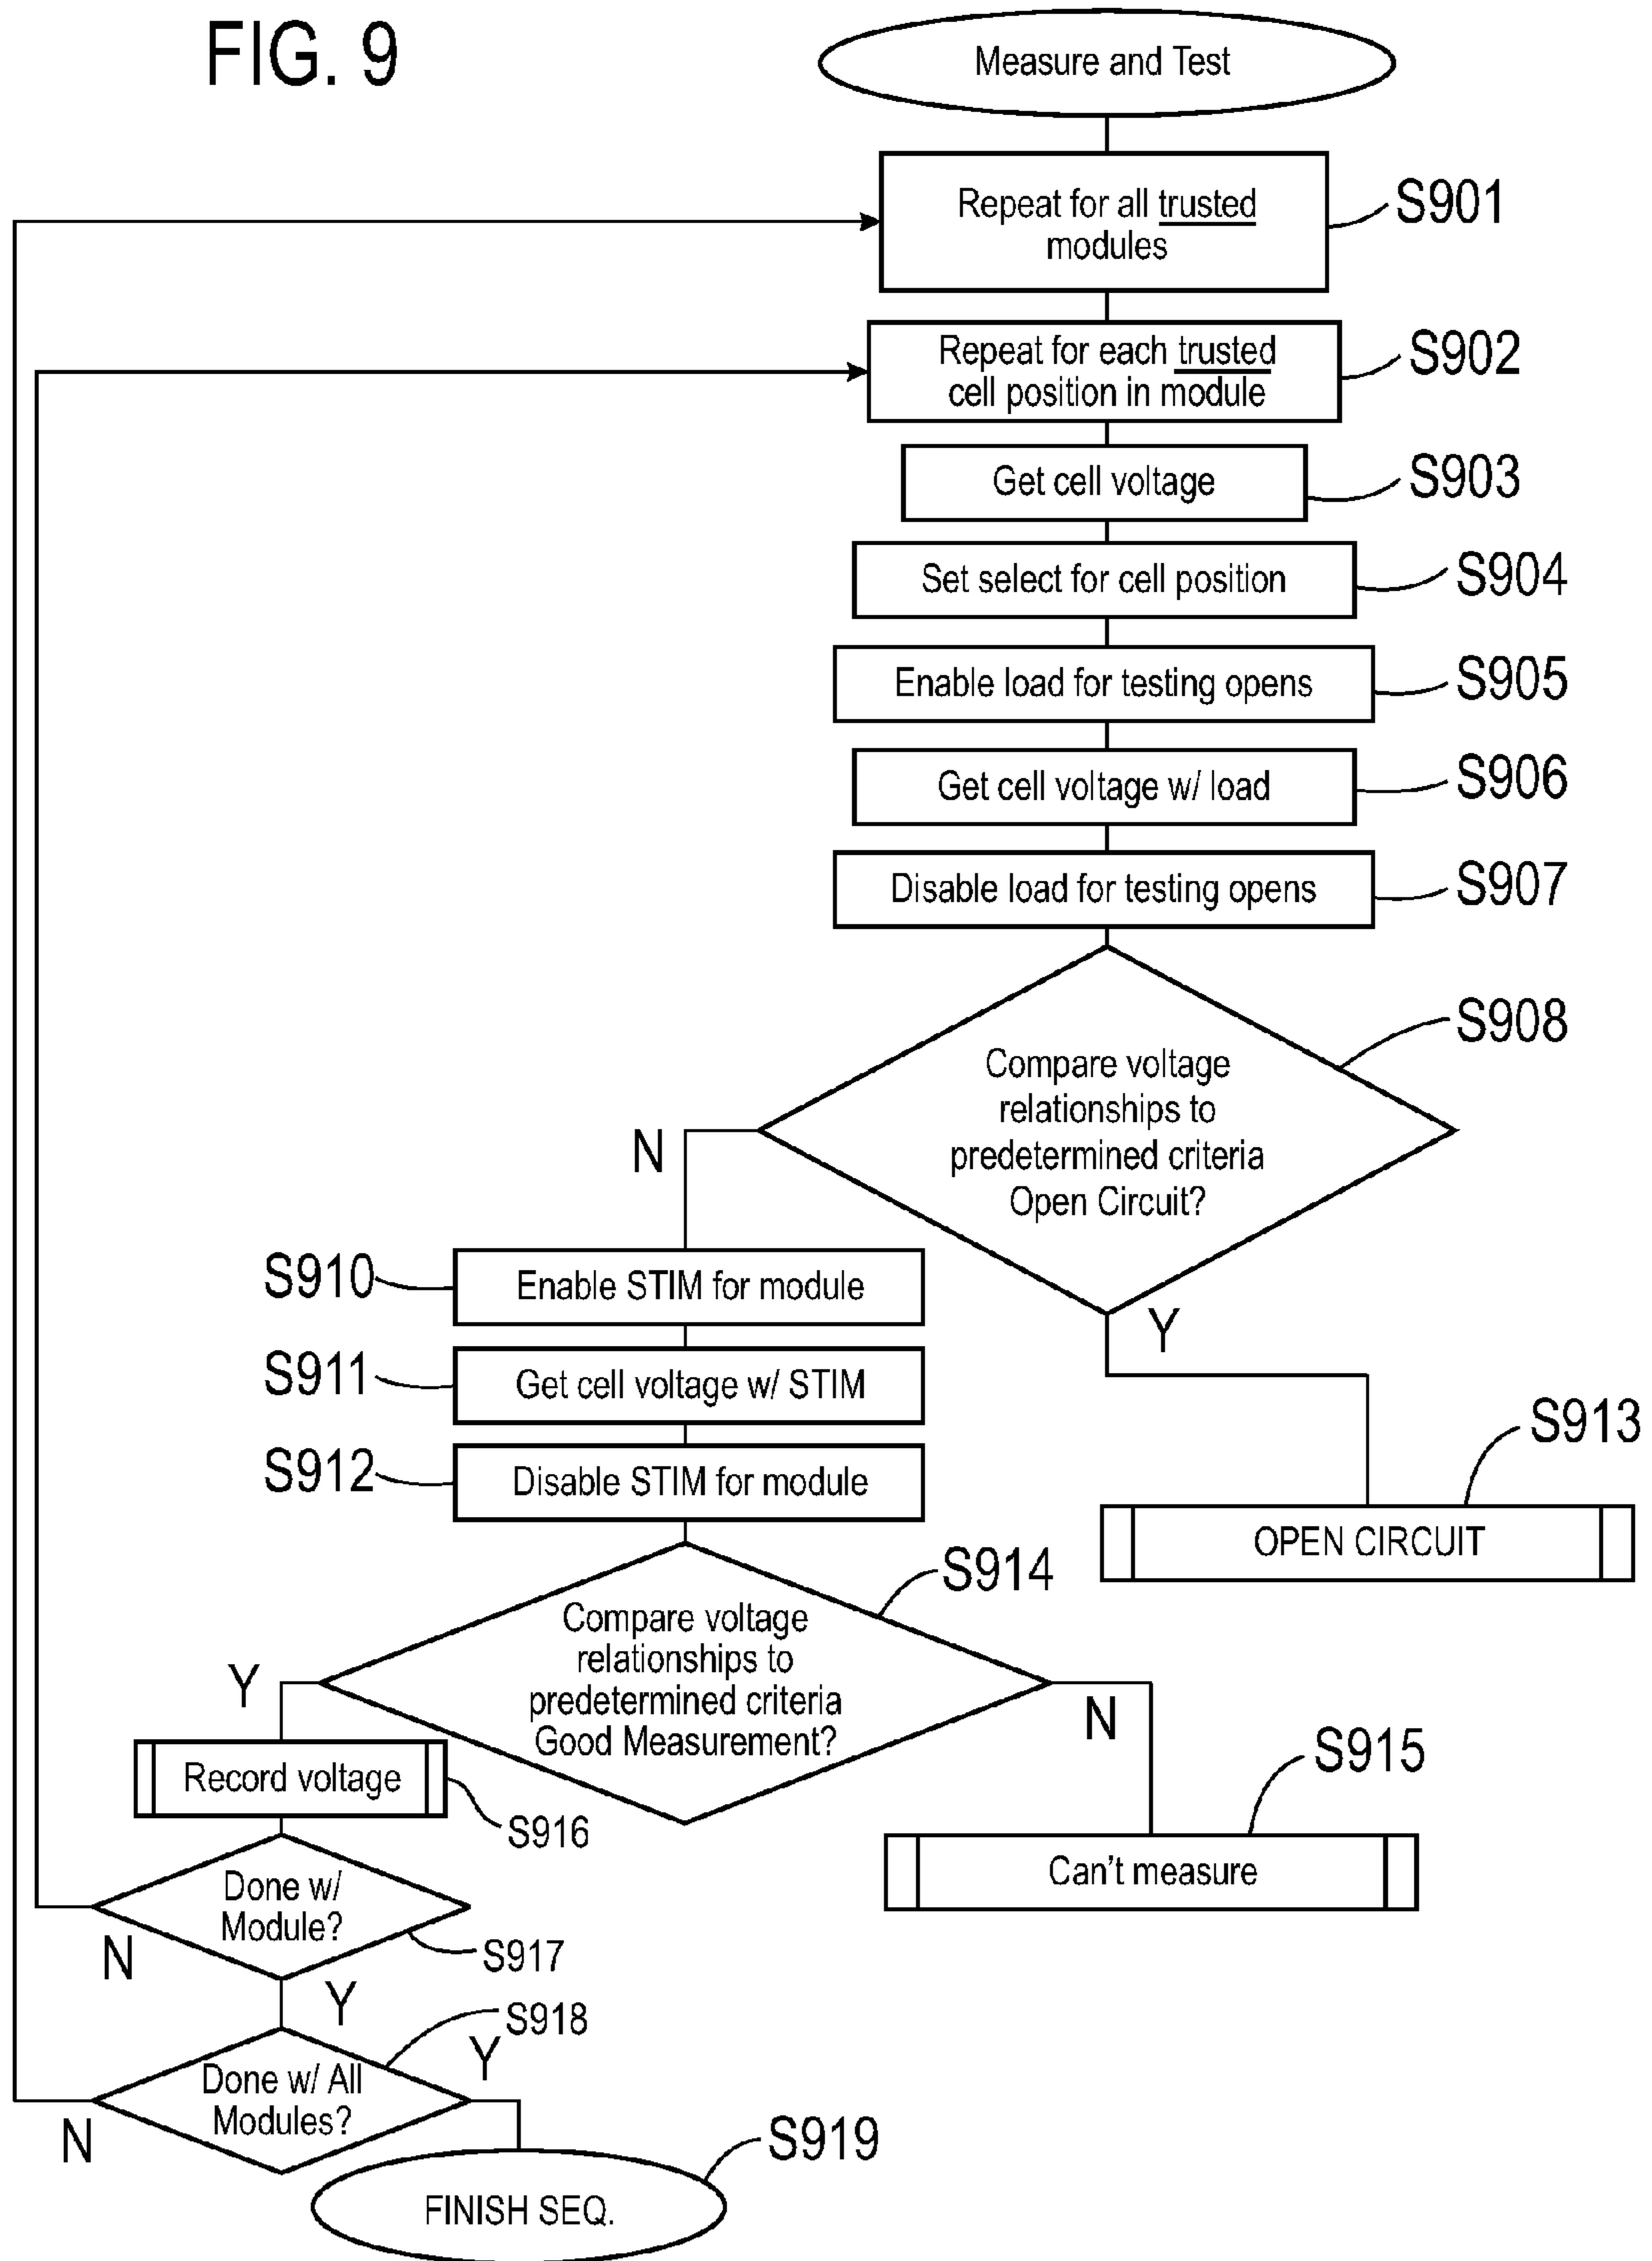 FIG. 9
Measure and Test
Repeat for all trusted
modules
S901
Repeat for each trusted
cell position in module
S902
Get cell voltage
S903
Set select for cell position
S904
Enable load for testing opens
S905
Get cell voltage w/ load
S906
Disable load for testing opens
S907
Compare voltage
relationships to
predetermined criteria
Open Circuit?
S908
N
Y
S910
Enable STIM for module
S911
Get cell voltage w/ STIM
S912
Disable STIM for module
S913
OPEN CIRCUIT
Compare voltage
relationships to
predetermined criteria
Good Measurement?
S914
Y
N
Record voltage
S916
S915
Can't measure
Done w/
Module?
S917
N
Y
Done w/ All
Modules?
S918
Y
N
FINISH SEQ.
S919